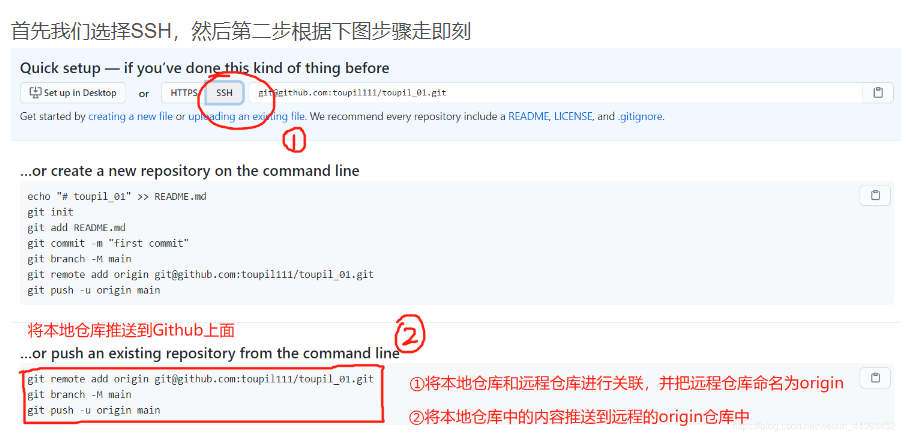 首先我们选择SSH，然后第二步根据下图步骤走即刻
Quick setup — if you've done this kind of thing before
Set up in Desktop or HTTPS SSH git@github.com:toupil111/toupil_01.git
Get started by creating a new file or uploading an existing file. We recommend every repository include a README, LICENSE, and .gitignore.
①
...or create a new repository on the command line
echo "# toupil_01" >> README.md
git init
git add README.md
git commit -m "first commit"
git branch -M main
git remote add origin git@github.com:toupil111/toupil_01.git
git push -u origin main
将本地仓库推送到Github上面
②
...or push an existing repository from the command line
git remote add origin git@github.com:toupil111/toupil_01.git
git branch -M main
git push -u origin main
①将本地仓库和远程仓库进行关联，并把远程仓库命名为origin
②将本地仓库中的内容推送到远程的origin仓库中